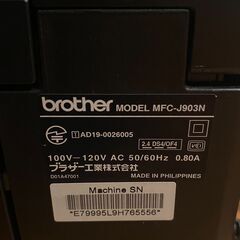 brother MODEL MFC-J903N
AD19-0026005
2.4 DS4/OF4
100V－120V AC 50/60Hz 0.80A
ブラザー工業株式会社 MADE IN PHILIPPINES
D01A47001
Machine SN
"E79995L9H765556"